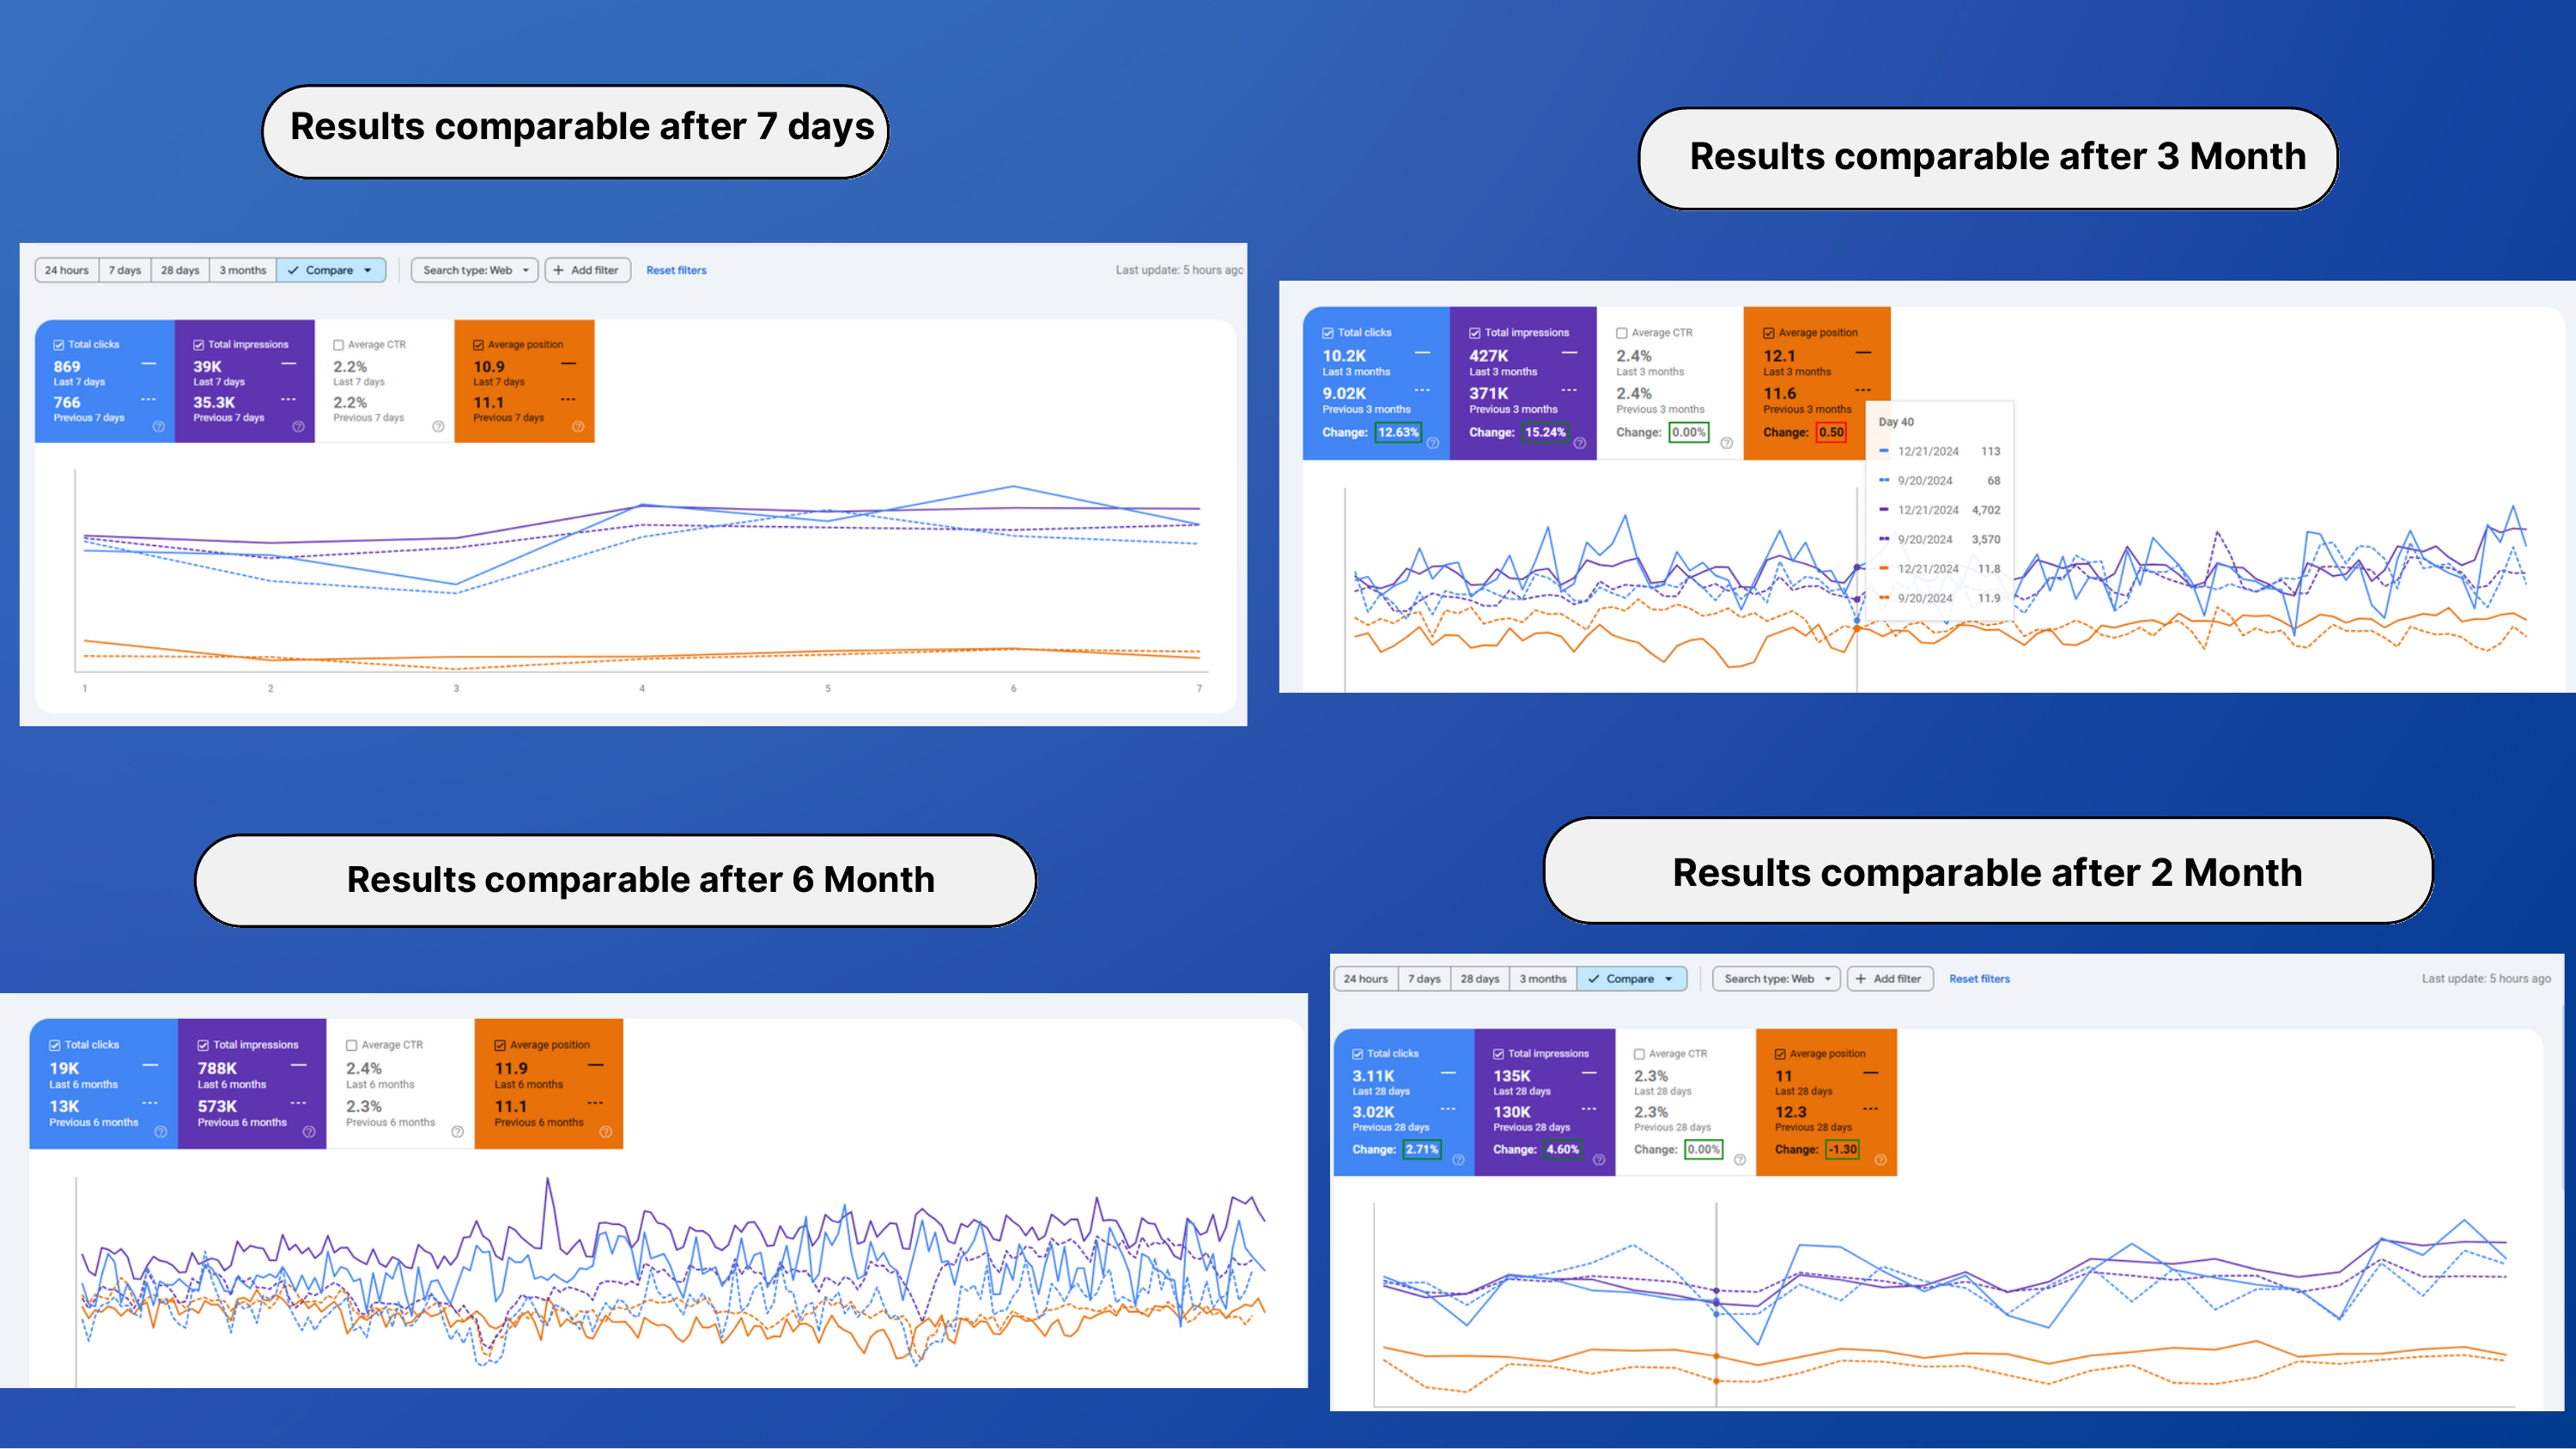 Results comparable after 7 days
24 hours 7 days 28 days 3 months Compare Search type: Web Add filter Reset filters Last update: 5 hours ago
Total clicks Total impressions Average CTR Average position
869 39K 2.2% 10.9
Last 7 days Last 7 days Last 7 days Last 7 days
766 35.3K 2.2% 11.1
Previous 7 days Previous 7 days Previous 7 days Previous 7 days
1 2 3 4 5 6 7
Results comparable after 3 Month
Total clicks Total impressions Average CTR Average position
10.2K 427K 2.4% 12.1
Last 3 months Last 3 months Last 3 months Last 3 months
9.02K 371K 2.4% 11.6
Previous 3 months Previous 3 months Previous 3 months Previous 3 months
Change: 12.63% Change: 15.24% Change: 0.00% Change: 0.50
Day 40
12/21/2024 113
9/20/2024 68
12/21/2024 4,702
9/20/2024 3,570
12/21/2024 11.8
9/20/2024 11.9
Results comparable after 6 Month
Total clicks Total impressions Average CTR Average position
19K 788K 2.4% 11.9
Last 6 months Last 6 months Last 6 months Last 6 months
13K 573K 2.3% 11.1
Previous 6 months Previous 6 months Previous 6 months Previous 6 months
Results comparable after 2 Month
24 hours 7 days 28 days 3 months Compare Search type: Web Add filter Reset filters Last update: 5 hours ago
Total clicks Total impressions Average CTR Average position
3.11K 135K 2.3% 11
Last 28 days Last 28 days Last 28 days Last 28 days
3.02K 130K 2.3% 12.3
Previous 28 days Previous 28 days Previous 28 days Previous 28 days
Change: 2.71% Change: 4.60% Change: 0.00% Change: -1.30